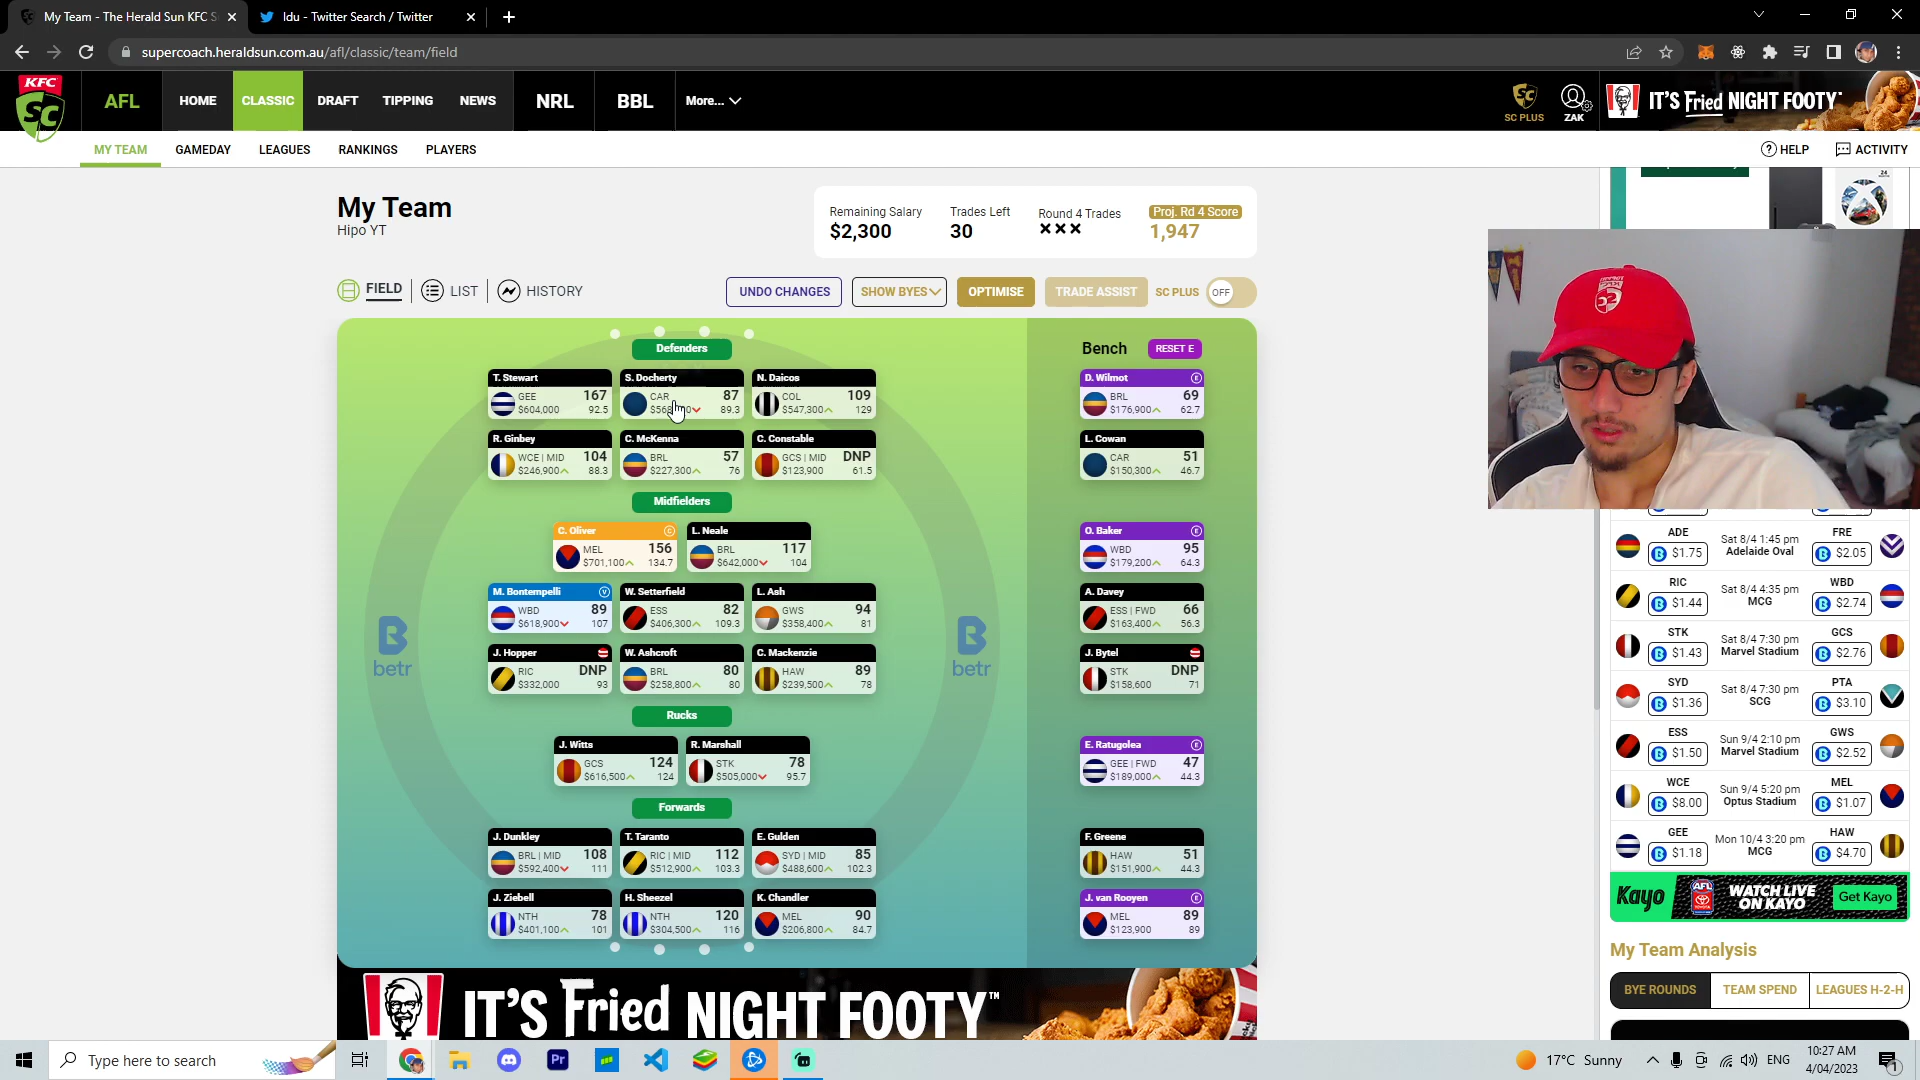 My Team - The Herald Sun KFC S
Idu - Twitter Search / Twitter
supercoach.heraldsun.com.au/afl/classic/team/field
KFC
SC
AFL
HOME
CLASSIC
DRAFT
TIPPING
NEWS
NRL
BBL
More...
SC PLUS
ZAK
IT'S Fried NIGHT FOOTY™
MY TEAM
GAMEDAY
LEAGUES
RANKINGS
PLAYERS
HELP
ACTIVITY
My Team
Hipo YT
Remaining Salary
$2,300
Trades Left
30
Round 4 Trades
Proj. Rd 4 Score
1,947
FIELD
LIST
HISTORY
UNDO CHANGES
SHOW BYES
OPTIMISE
TRADE ASSIST
SC PLUS
OFF
Defenders
Bench
RESET E
T. Stewart
GEE 167
$604,000 92.5
S. Docherty
CAR 87
89.3
N. Daicos
COL 109
$547,300 129
D. Wilmot E
BRL 69
$176,900 62.7
R. Ginbey
WCE | MID 104
$246,900 88.3
C. McKenna
BRL 57
$227,300 76
C. Constable
GCS | MID DNP
$123,900 61.5
L. Cowan
CAR 51
$150,300 46.7
Midfielders
C. Oliver C
MEL 156
$701,100 134.7
L. Neale
BRL 117
$642,000 104
O. Baker E
WBD 95
$179,200 64.3
M. Bontempelli V
WBD 89
$618,900 107
W. Setterfield
ESS 82
$406,300 109.3
L. Ash
GWS 94
$358,400 81
A. Davey
ESS | FWD 66
$163,400 56.3
J. Hopper
RIC DNP
$332,000 93
W. Ashcroft
BRL 80
$258,800 80
C. Mackenzie
HAW 89
$239,500 78
J. Bytel
STK DNP
$158,600 71
betr
betr
Rucks
J. Witts
GCS 124
$616,500 124
R. Marshall
STK 78
$505,000 95.7
E. Ratugolea E
GEE | FWD 47
$189,000 44.3
Forwards
J. Dunkley
BRL | MID 108
$592,400 111
T. Taranto
RIC | MID 112
$512,900 103.3
E. Gulden
SYD | MID 85
$488,600 102.3
F. Greene
HAW 51
$151,900 44.3
J. Ziebell
NTH 78
$401,100 101
H. Sheezel
NTH 120
$304,500 116
K. Chandler
MEL 90
$206,800 84.7
J. van Rooyen E
MEL 89
$123,900 89
KFC
IT'S Fried NIGHT FOOTY™
24
ADE Sat 8/4 1:45 pm FRE
$1.75 Adelaide Oval $2.05
RIC Sat 8/4 4:35 pm WBD
$1.44 MCG $2.74
STK Sat 8/4 7:30 pm GCS
$1.43 Marvel Stadium $2.76
SYD Sat 8/4 7:30 pm PTA
$1.36 SCG $3.10
ESS Sun 9/4 2:10 pm GWS
$1.50 Marvel Stadium $2.52
WCE Sun 9/4 5:20 pm MEL
$8.00 Optus Stadium $1.07
GEE Mon 10/4 3:20 pm HAW
$1.18 MCG $4.70
Kayo
AFL
WATCH LIVE
ON KAYO
Get Kayo
My Team Analysis
BYE ROUNDS
TEAM SPEND
LEAGUES H-2-H
Type here to search
Pr
17°C Sunny
ENG
10:27 AM
4/04/2023
1